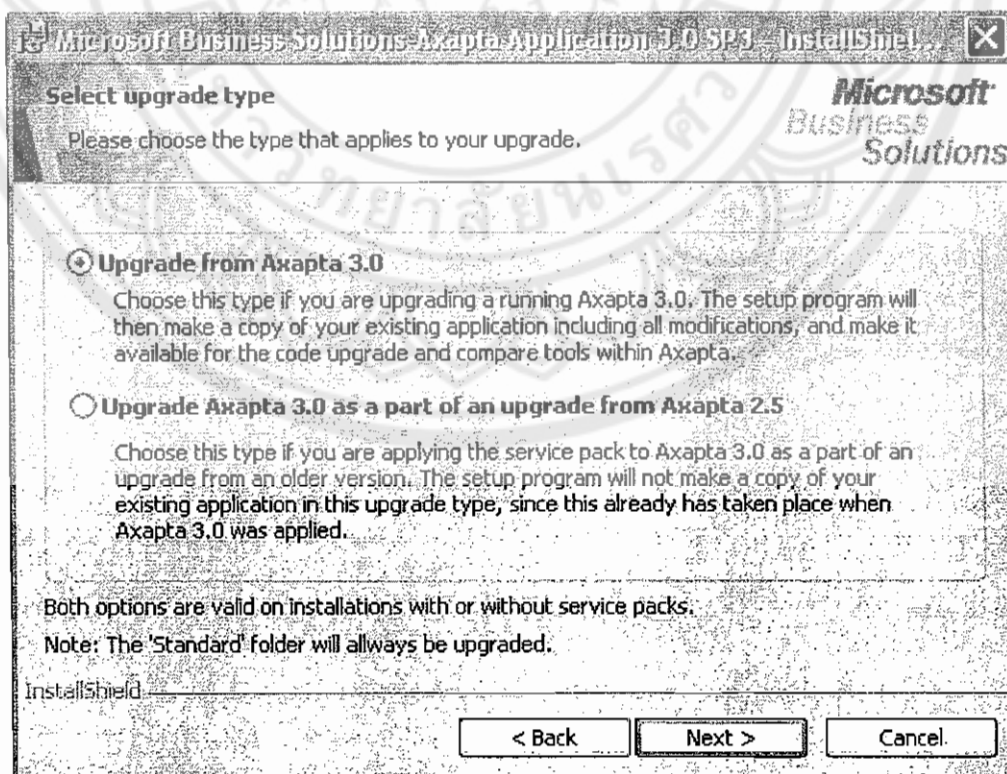 Microsoft Business Solutions-Axapta Application 3.0 SP3 - InstallShiel...
Select upgrade type
Please choose the type that applies to your upgrade.
Microsoft
Business
Solutions
Upgrade from Axapta 3.0
Choose this type if you are upgrading a running Axapta 3.0. The setup program will
then make a copy of your existing application including all modifications, and make it
available for the code upgrade and compare tools within Axapta.
Upgrade Axapta 3.0 as a part of an upgrade from Axapta 2.5
Choose this type if you are applying the service pack to Axapta 3.0 as a part of an
upgrade from an older version. The setup program will not make a copy of your
existing application in this upgrade type, since this already has taken place when
Axapta 3.0 was applied.
Both options are valid on installations with or without service packs.
Note: The 'Standard' folder will allways be upgraded.
InstallShield
< Back
Next >
Cancel